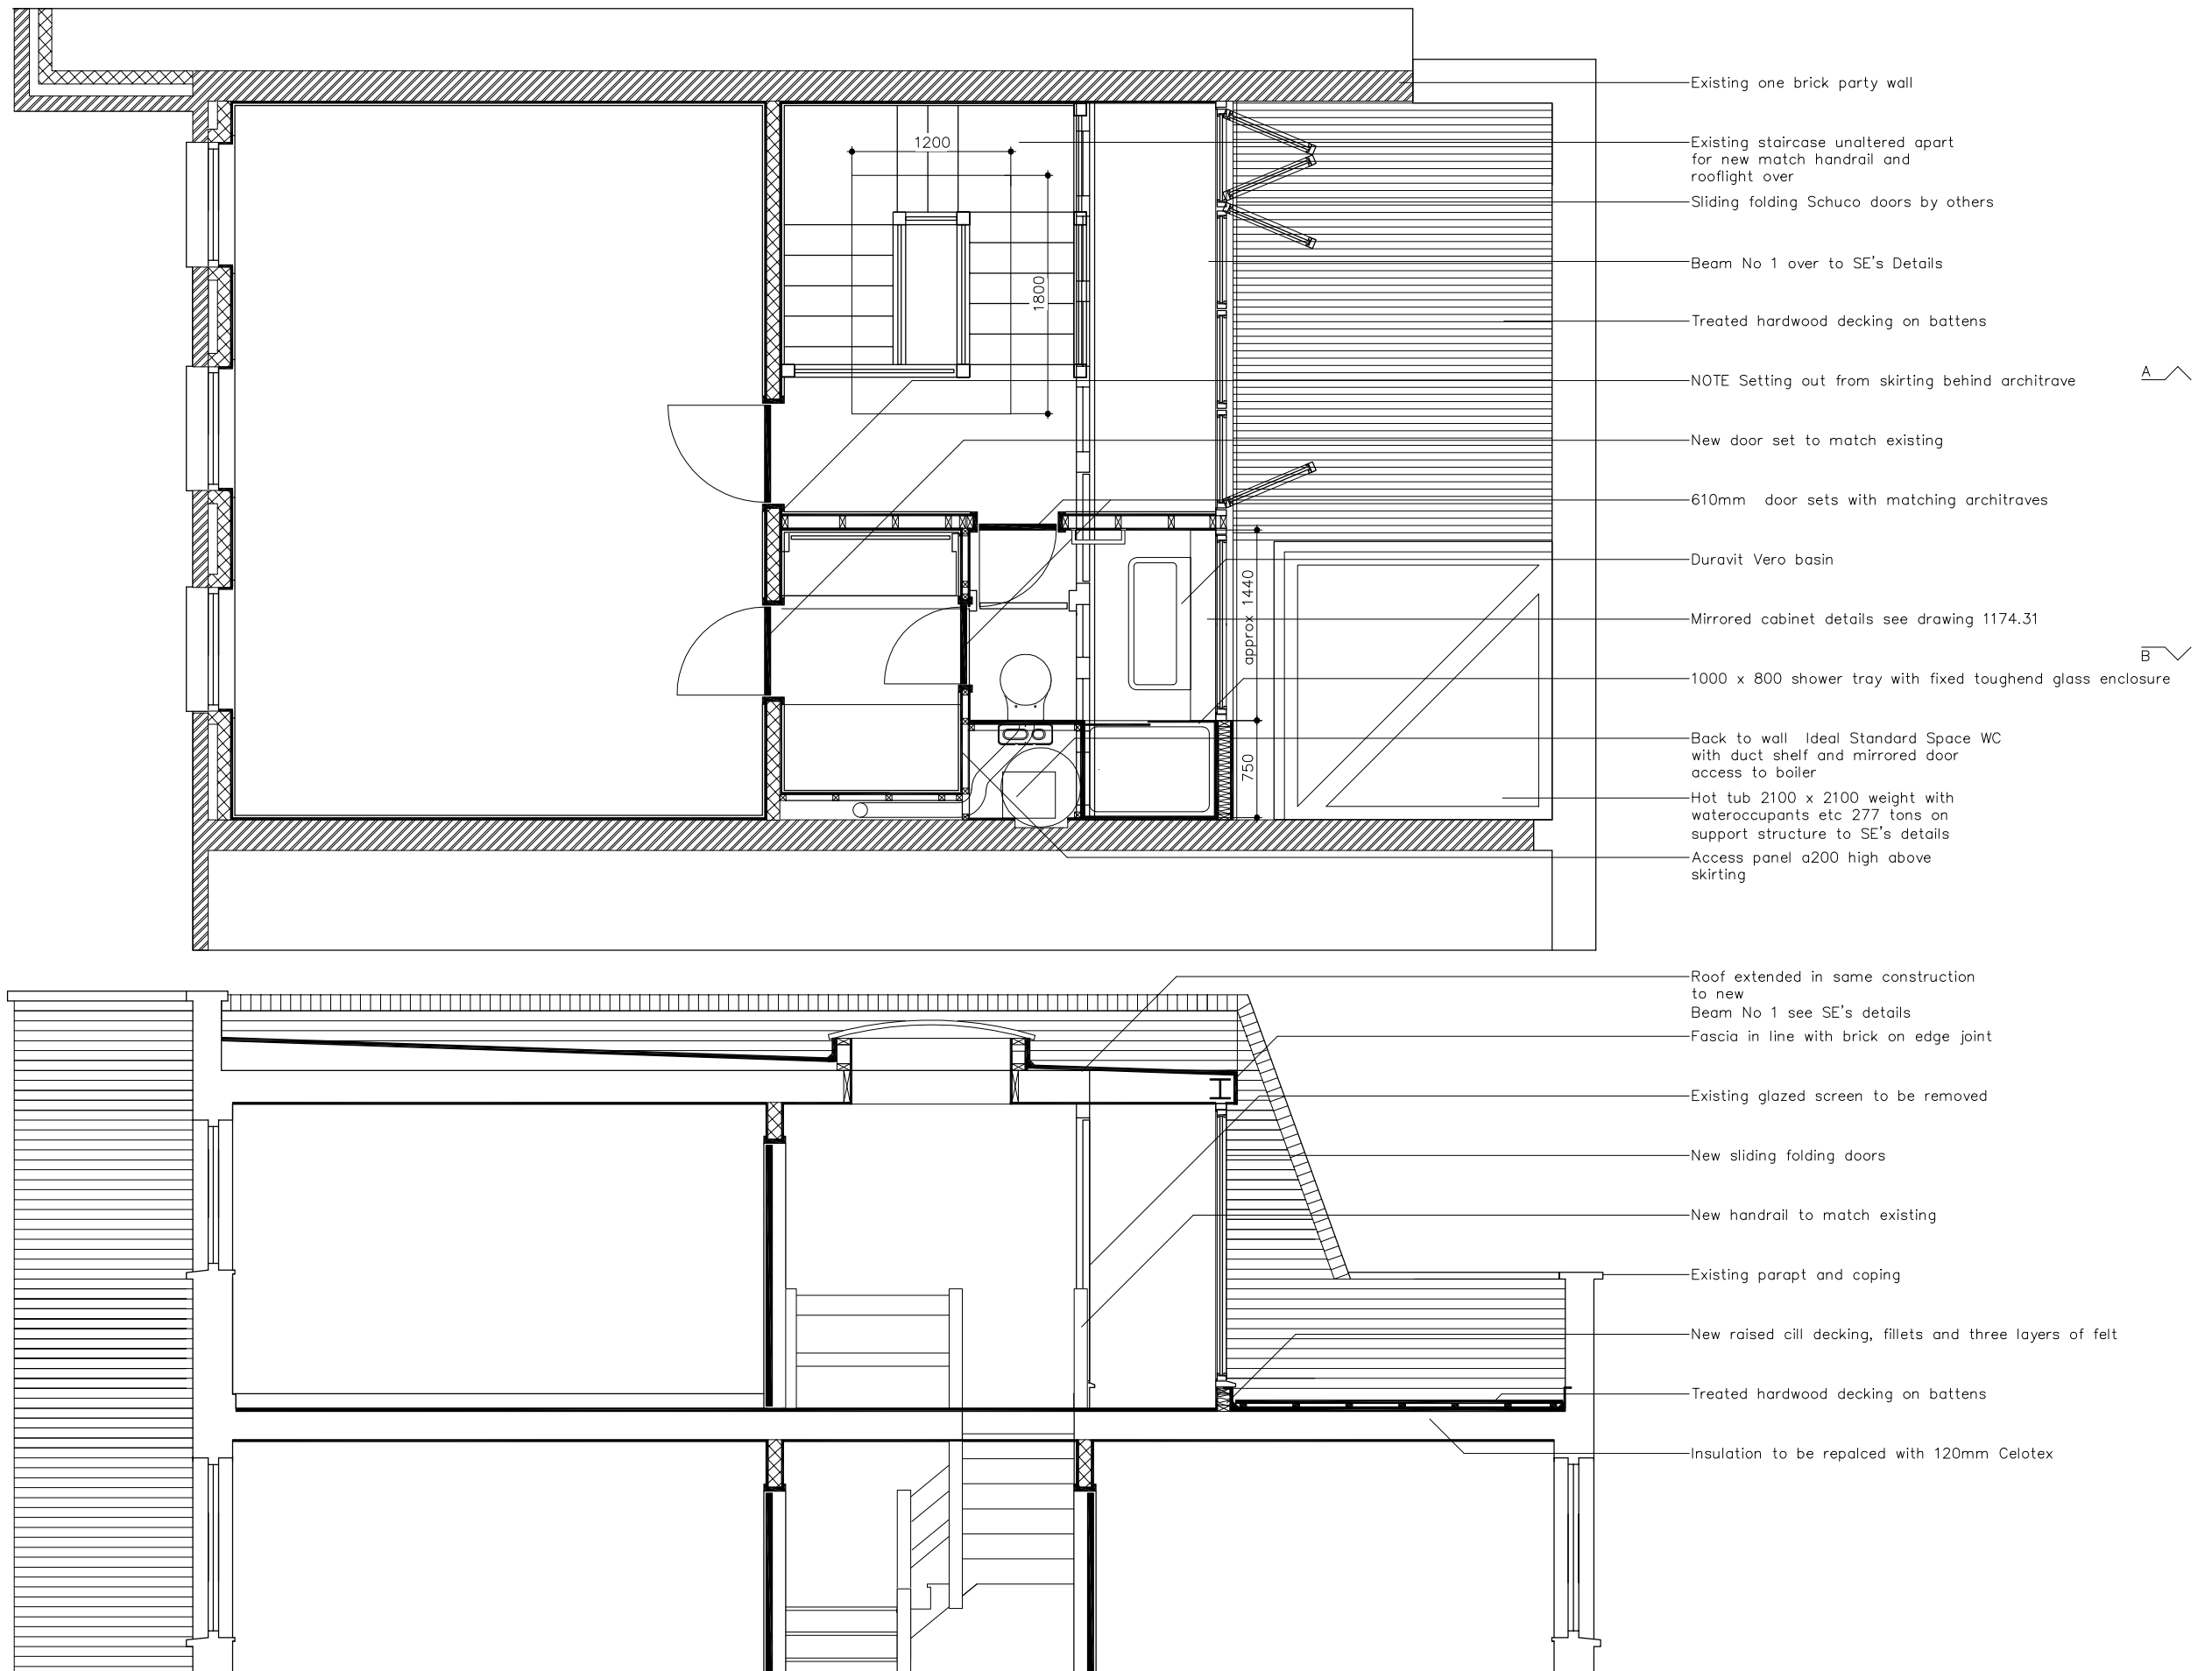 Existing one brick party wall
1200
Existing staircase unaltered apart
for new match handrail and
rooflight over
Sliding folding Schuco doors by others
Beam No 1 over to SE's Details
1800
Treated hardwood decking on battens
NOTE Setting out from skirting behind architrave
A
New door set to match existing
610mm door sets with matching architraves
Duravit Vero basin
approx 1440
Mirrored cabinet details see drawing 1174.31
B
1000 x 800 shower tray with fixed toughend glass enclosure
Back to wall Ideal Standard Space WC
with duct shelf and mirrored door
access to boiler
750
Hot tub 2100 x 2100 weight with
wateroccupants etc 277 tons on
support structure to SE's details
Access panel a200 high above
skirting
Roof extended in same construction
to new
Beam No 1 see SE's details
Fascia in line with brick on edge joint
Existing glazed screen to be removed
New sliding folding doors
New handrail to match existing
Existing parapt and coping
New raised cill decking, fillets and three layers of felt
Treated hardwood decking on battens
Insulation to be repalced with 120mm Celotex